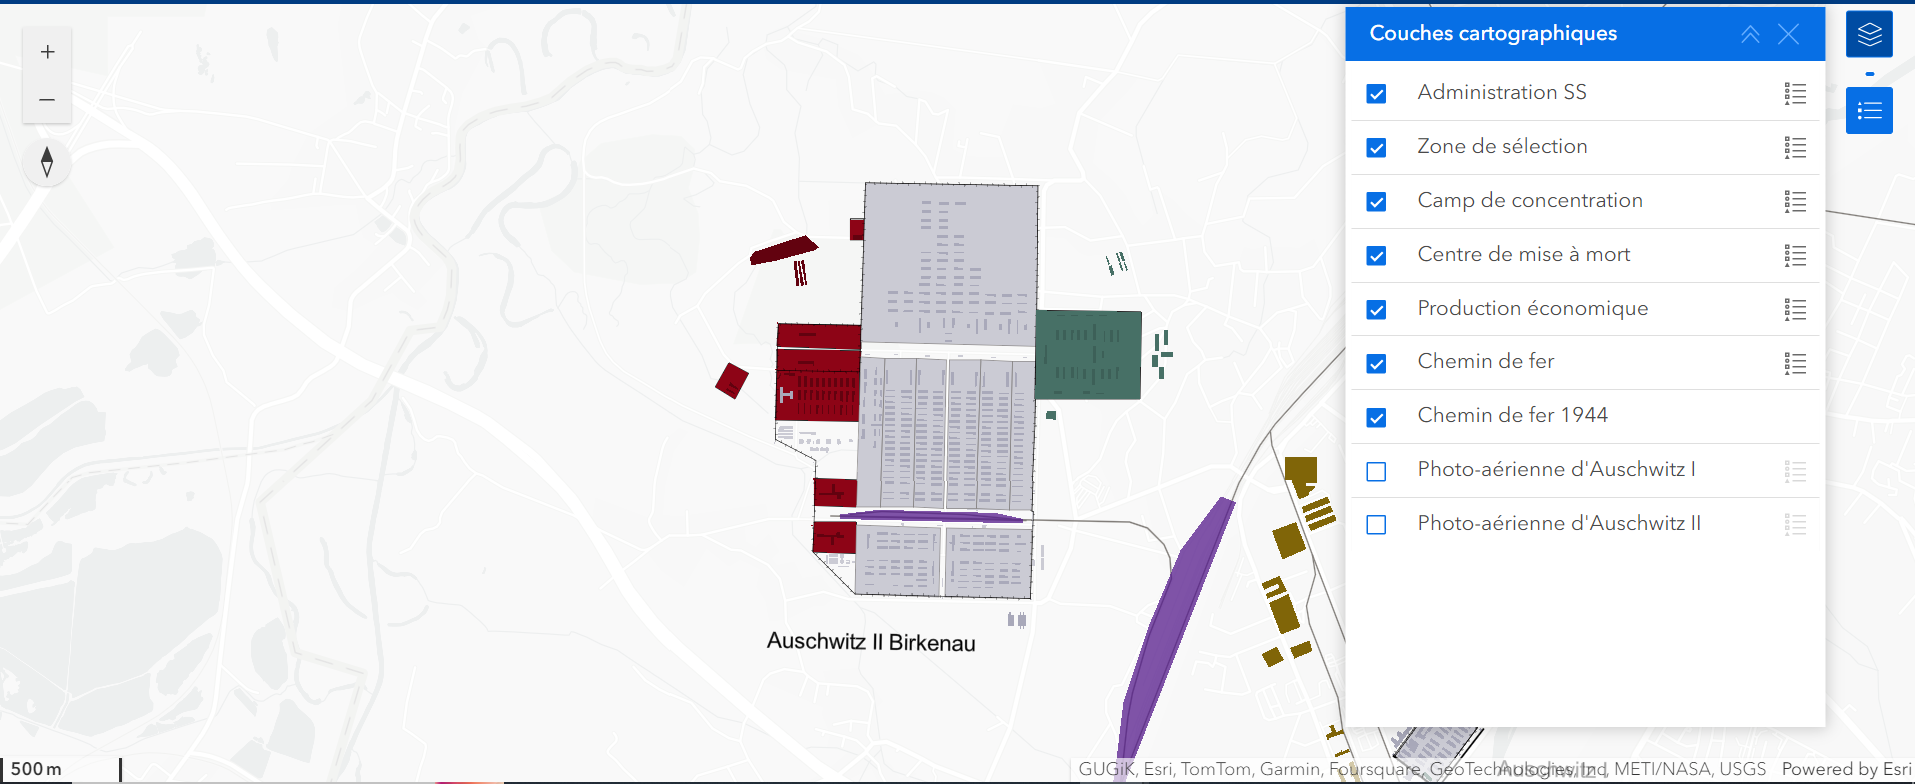 Couches cartographiques
Administration SS
Zone de sélection
Camp de concentration
Centre de mise à mort
Production économique
Chemin de fer
Chemin de fer 1944
Photo-aérienne d'Auschwitz I
Photo-aérienne d'Auschwitz II
Auschwitz II Birkenau
500 m
Auschwitz I
GUGiK, Esri, TomTom, Garmin, Foursquare, GeoTechnologies, Inc, METI/NASA, USGS Powered by Esri